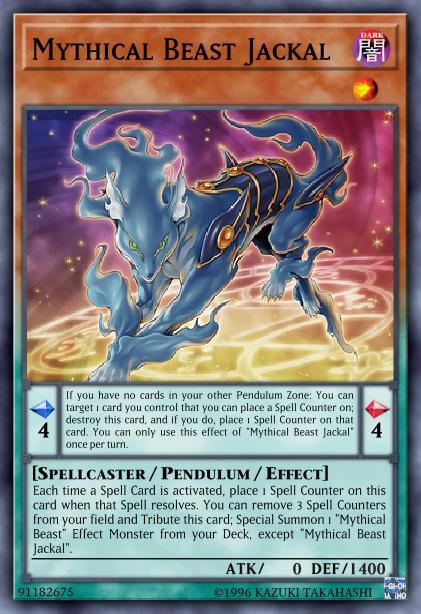 Mythical Beast Jackal
DARK
闇
If you have no cards in your other Pendulum Zone: You can
target 1 card you control that you can place a Spell Counter on;
destroy this card, and if you do, place 1 Spell Counter on that
card. You can only use this effect of "Mythical Beast Jackal"
once per turn.
4
4
[Spellcaster / Pendulum / Effect]
Each time a Spell Card is activated, place 1 Spell Counter on this
card when that Spell resolves. You can remove 3 Spell Counters
from your field and Tribute this card; Special Summon 1 "Mythical
Beast" Effect Monster from your Deck, except "Mythical Beast
Jackal".
ATK/ 0 DEF/1400
91182675
©1996 KAZUKI TAKAHASHI